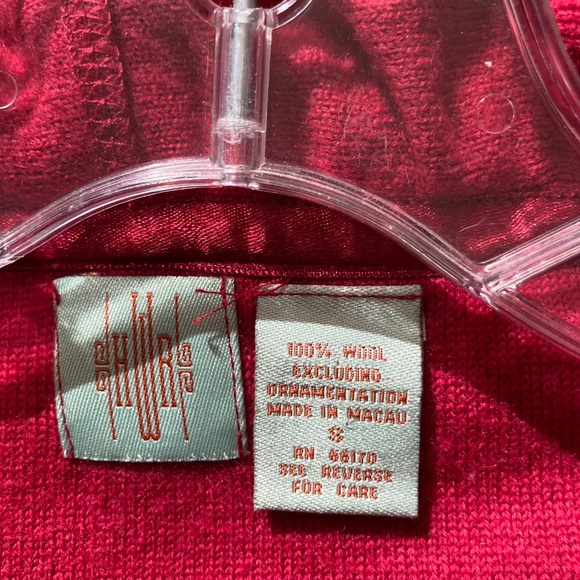 HWR
100% WOOL
EXCLUDING
ORNAMENTATION
MADE IN MACAU
S
RN 66170
SEE REVERSE
FOR CARE